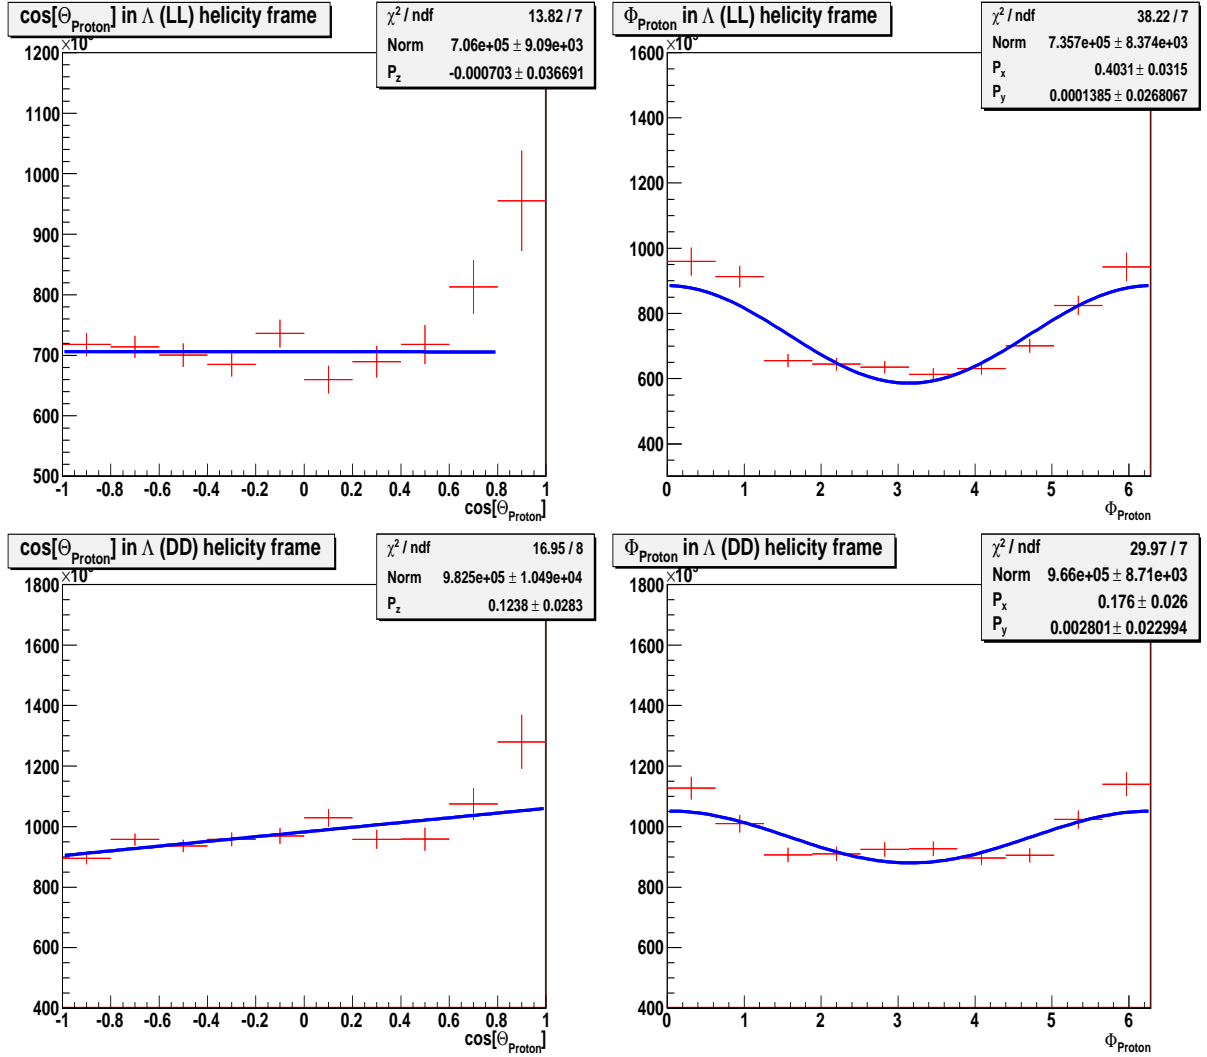 cos[Θ_Proton] in Λ (LL) helicity frame
χ² / ndf 13.82 / 7
Norm 7.06e+05 ± 9.09e+03
P_z -0.000703 ± 0.036691
×10³
1200
1100
1000
900
800
700
600
500
-1 -0.8 -0.6 -0.4 -0.2 0 0.2 0.4 0.6 0.8 1
cos[Θ_Proton]
Φ_Proton in Λ (LL) helicity frame
χ² / ndf 38.22 / 7
Norm 7.357e+05 ± 8.374e+03
P_x 0.4031 ± 0.0315
P_y 0.0001385 ± 0.0268067
×10³
1600
1400
1200
1000
800
600
400
0 1 2 3 4 5 6
Φ_Proton
cos[Θ_Proton] in Λ (DD) helicity frame
χ² / ndf 16.95 / 8
Norm 9.825e+05 ± 1.049e+04
P_z 0.1238 ± 0.0283
×10³
1800
1600
1400
1200
1000
800
600
400
-1 -0.8 -0.6 -0.4 -0.2 0 0.2 0.4 0.6 0.8 1
cos[Θ_Proton]
Φ_Proton in Λ (DD) helicity frame
χ² / ndf 29.97 / 7
Norm 9.66e+05 ± 8.71e+03
P_x 0.176 ± 0.026
P_y 0.002801 ± 0.022994
×10³
1800
1600
1400
1200
1000
800
600
400
0 1 2 3 4 5 6
Φ_Proton